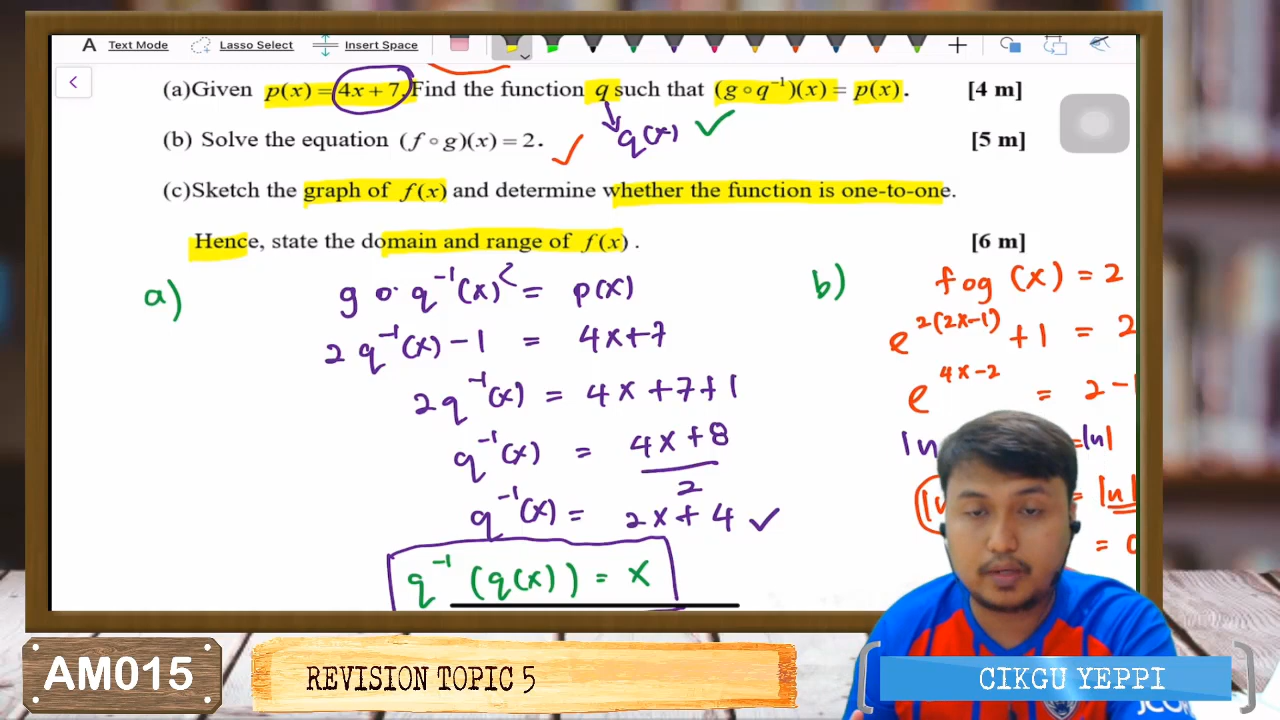 A Text Mode Lasso Select Insert Space
(a)Given p(x) = 4x + 7. Find the function q such that (g ∘ q⁻¹)(x) = p(x). [4 m]
q(x) ✓
(b) Solve the equation (f ∘ g)(x) = 2. ✓ [5 m]
(c)Sketch the graph of f(x) and determine whether the function is one-to-one.
Hence, state the domain and range of f(x). [6 m]
a)
g o q⁻¹(x) = p(x)
2q⁻¹(x) - 1 = 4x+7
2q⁻¹(x) = 4x+7+1
q⁻¹(x) = (4x+8)/2
q⁻¹(x) = 2x+4 ✓
q⁻¹(q(x)) = x
b)
fog (x) = 2
e^(2(2x-1)) + 1 = 2
e^(4x-2) = 2-
ln =ln1
= ln1
= 0
AM015
REVISION TOPIC 5
CIKGU YEPPI